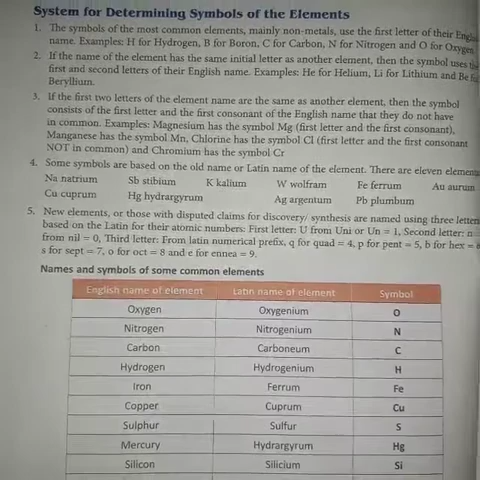 System for Determining Symbols of the Elements
1. The symbols of the most common elements, mainly non-metals, use the first letter of their
name. Examples: H for Hydrogen, B for Boron, C for Carbon, N for Nitrogen and O for Oxygen
2. If the name of the element has the same initial letter as another element, then the symbol uses
first and second letters of their English name. Examples: He for Helium, Li for Lithium and Be
Beryllium.
3. If the first two letters of the element name are the same as another element, then the symbol
consists of the first letter and the first consonant of the English name that they do not have
in common. Examples: Magnesium has the symbol Mg (first letter and the first consonant),
Manganese has the symbol Mn, Chlorine has the symbol Cl (first letter and the first consonant
NOT in common) and Chromium has the symbol Cr
4. Some symbols are based on the old name or Latin name of the element. There are eleven
Na natrium Sb stibium K kalium W wolfram Fe ferrum Au aurum
Cu cuprum Hg hydrargyrum Ag argentum Pb plumbum
5. New elements, or those with disputed claims for discovery/ synthesis are named using three
based on the Latin for their atomic numbers: First letter: U from Uni or Un = 1, Second letter: n
from nil = 0, Third letter: From latin numerical prefix, q for quad = 4, p for pent = 5, b for hex =
s for sept = 7, o for oct = 8 and e for ennea = 9.
Names and symbols of some common elements
English name of element Latin name of element Symbol
Oxygen Oxygenium O
Nitrogen Nitrogenium N
Carbon Carboneum C
Hydrogen Hydrogenium H
Iron Ferrum Fe
Copper Cuprum Cu
Sulphur Sulfur S
Mercury Hydrargyrum Hg
Silicon Silicium Si